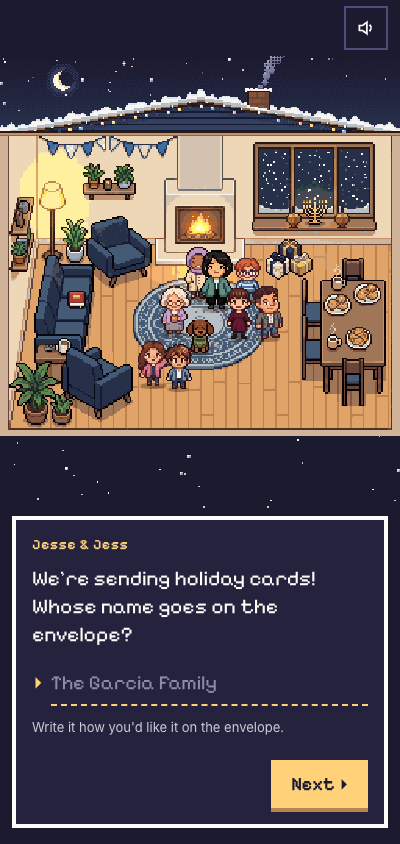 Jesse & Jess
We're sending holiday cards!
Whose name goes on the
envelope?
The Garcia Family
Write it how you'd like it on the envelope.
Next